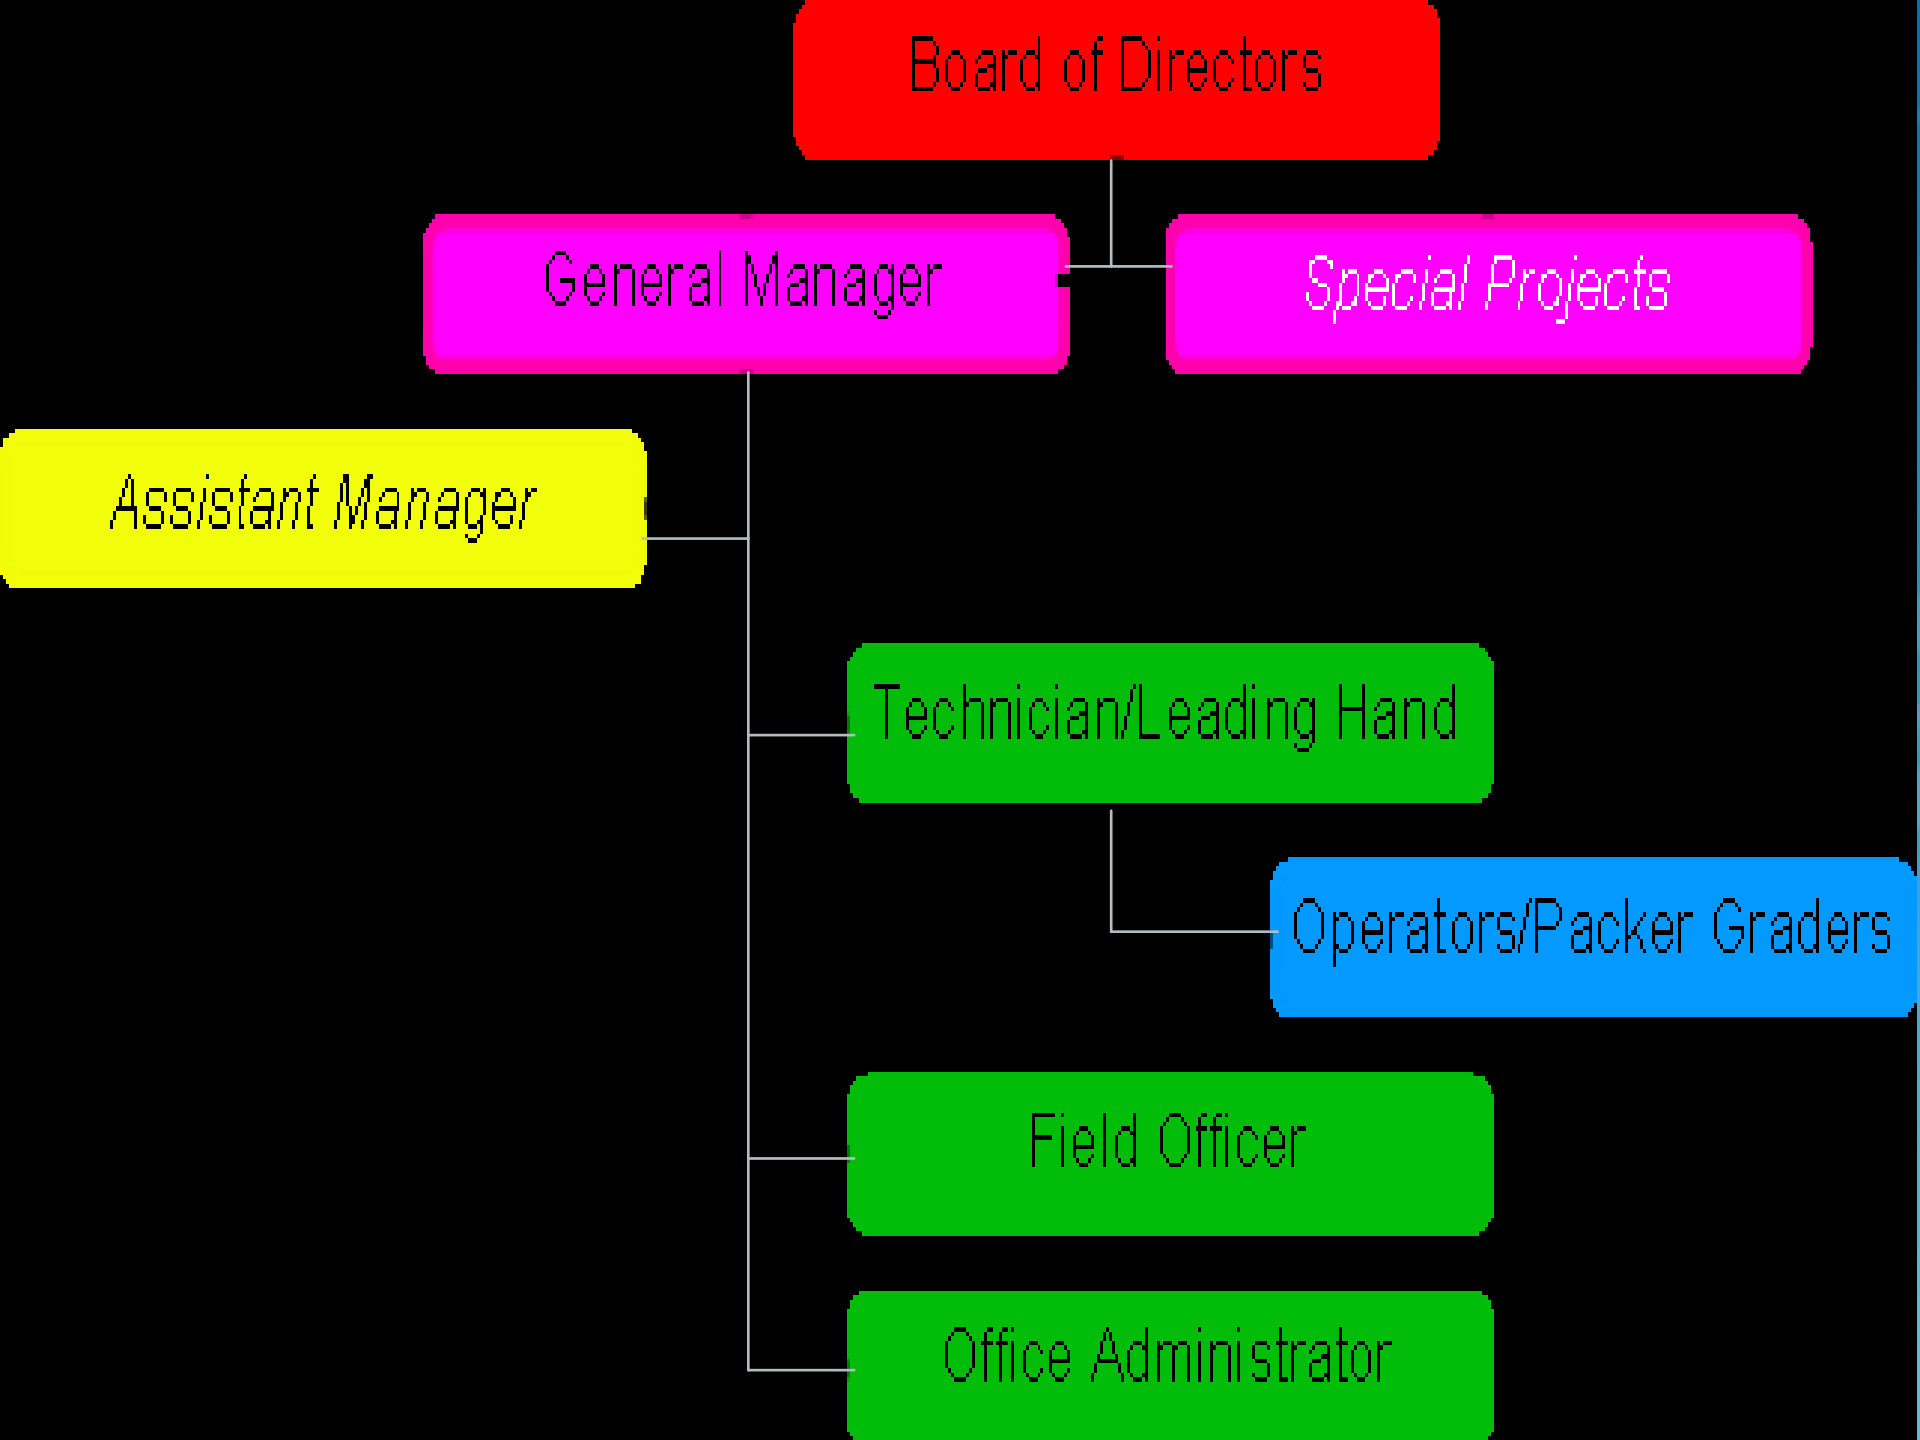 Board of Directors
General Manager
Special Projects
Assistant Manager
Technician/Leading Hand
Operators/Packer Graders
Field Officer
Office Administrator